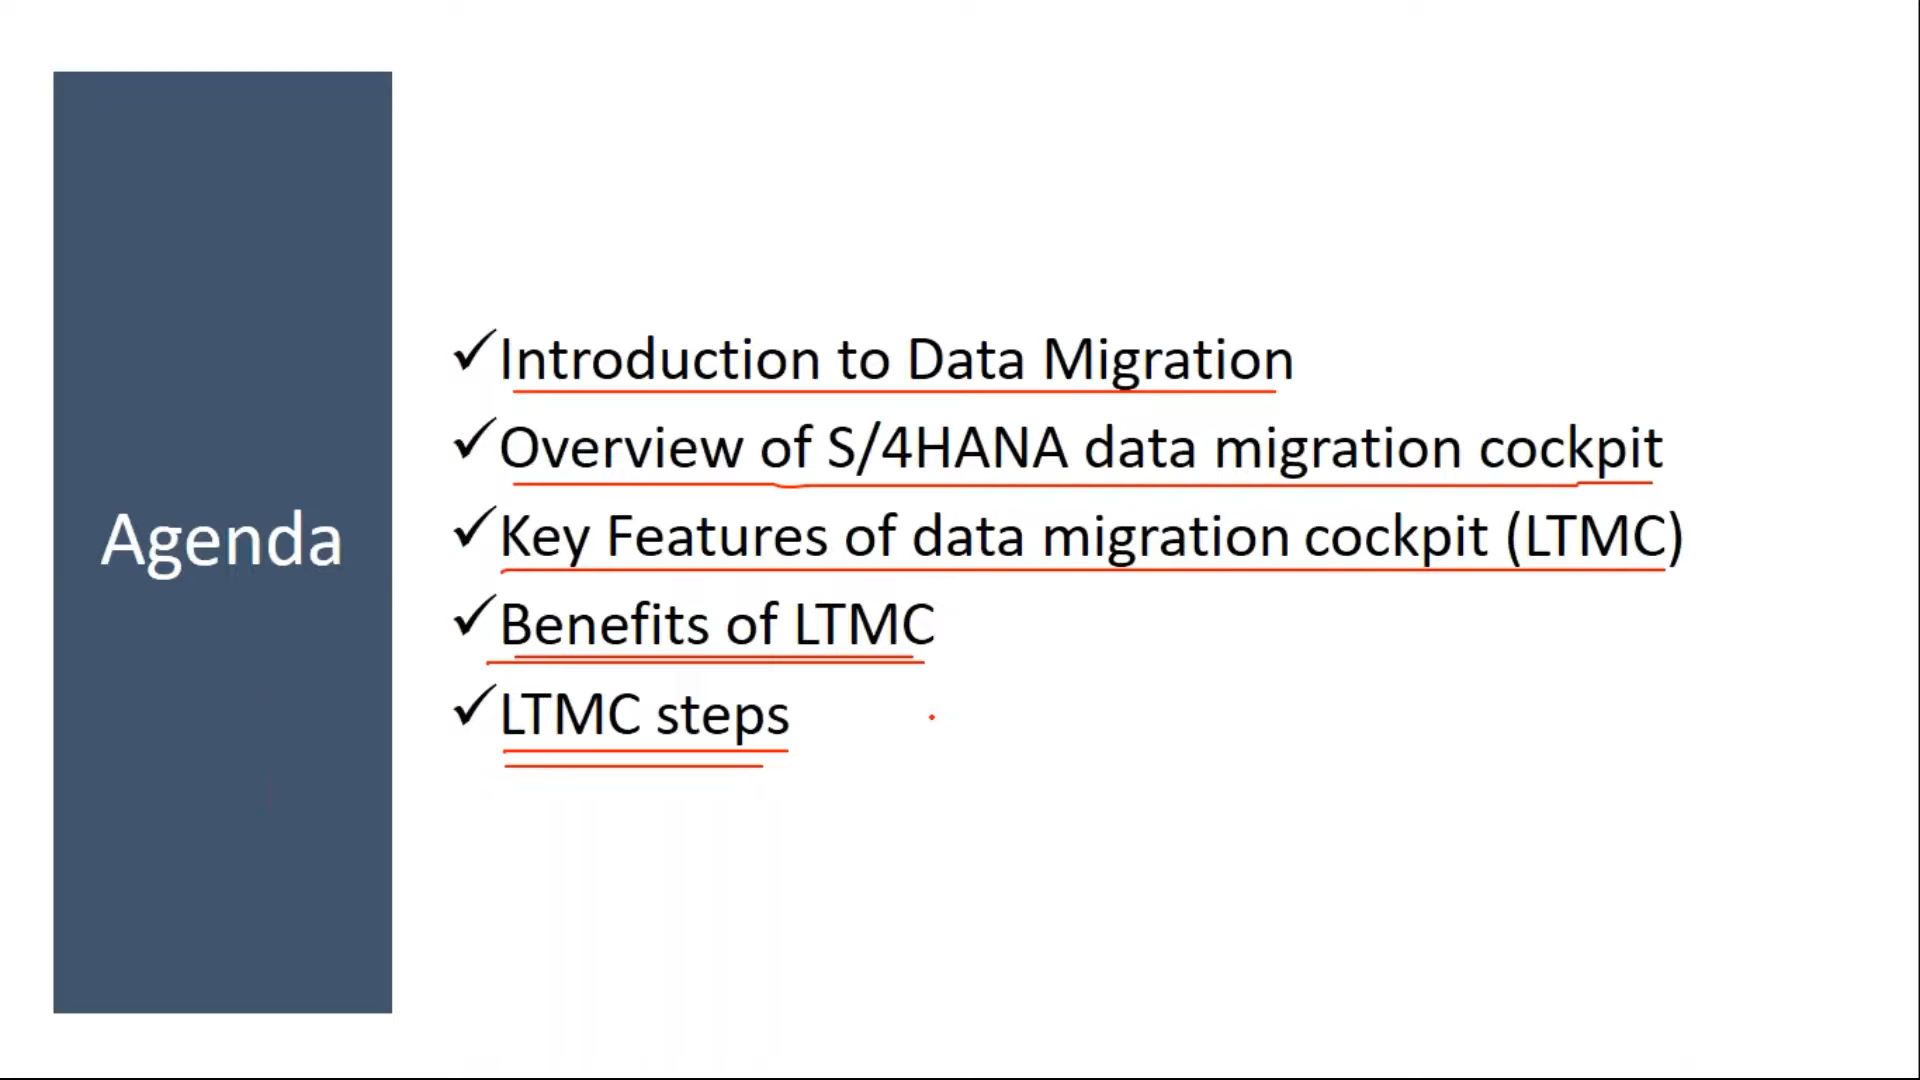 Agenda
✓Introduction to Data Migration
✓Overview of S/4HANA data migration cockpit
✓Key Features of data migration cockpit (LTMC)
✓Benefits of LTMC
✓LTMC steps